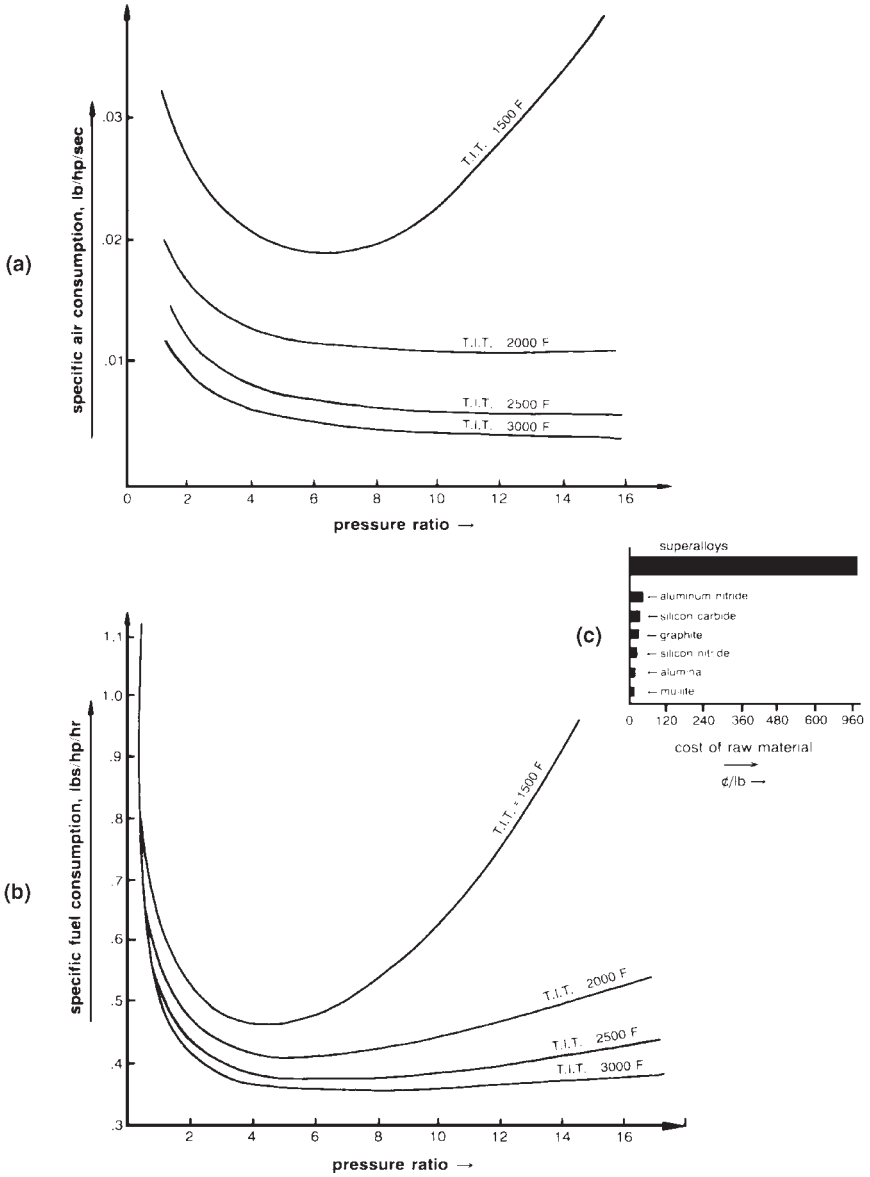 (a)
specific air consumption, lb/hp/sec
.03
.02
.01
T.I.T. 1500 F
T.I.T. 2000 F
T.I.T. 2500 F
T.I.T. 3000 F
0 2 4 6 8 10 12 14 16
pressure ratio →
(c)
superalloys
← aluminum nitride
← silicon carbide
← graphite
← silicon nitride
← alumina
← mullite
0 120 240 360 480 600 960
cost of raw material
¢/lb →
(b)
specific fuel consumption, lbs/hp/hr
1.1
1.0
.9
.8
.7
.6
.5
.4
.3
T.I.T. = 1500 F
T.I.T. 2000 F
T.I.T. 2500 F
T.I.T. 3000 F
2 4 6 8 10 12 14 16
pressure ratio →